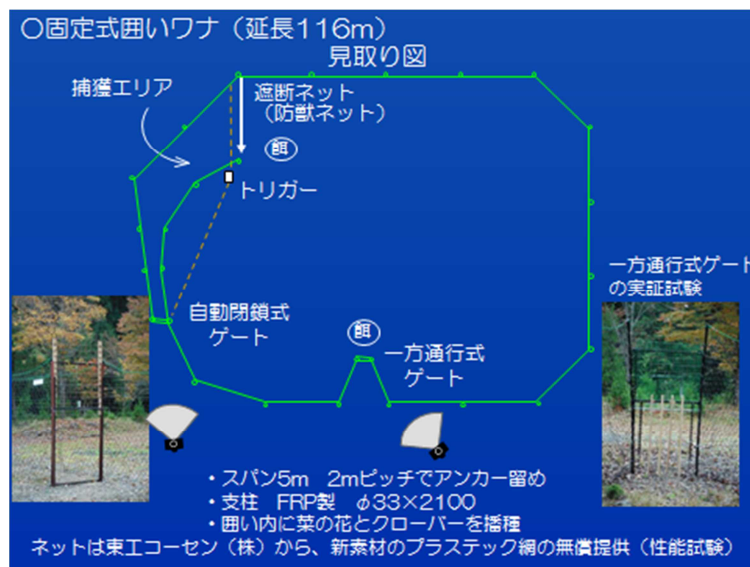 〇固定式囲いワナ（延長116m）
見取り図
捕獲エリア
遮断ネット
（防獣ネット）
餌
トリガー
一方通行式ゲート
の実証試験
自動閉鎖式
ゲート
餌
一方通行式
ゲート
・スパン5m　2mピッチでアンカー留め
・支柱　FRP製　φ33×2100
・囲い内に菜の花とクローバーを播種
ネットは東工コーセン（株）から、新素材のプラステック網の無償提供（性能試験）